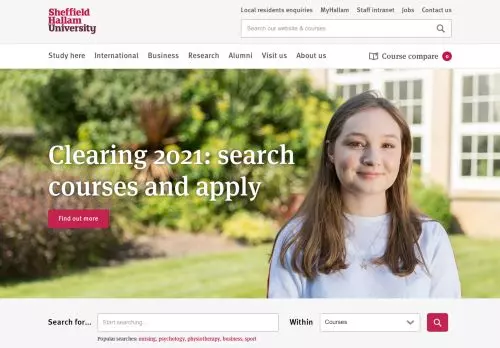 Sheffield
Hallam
University
Local residents enquiries MyHallam Staff intranet Jobs Contact us
Search our website & courses
Study here International Business Research Alumni Visit us About us
Course compare 0
Clearing 2021: search
courses and apply
Find out more
Search for...
Start searching...
Within
Courses
Popular searches: nursing, psychology, physiotherapy, business, sport